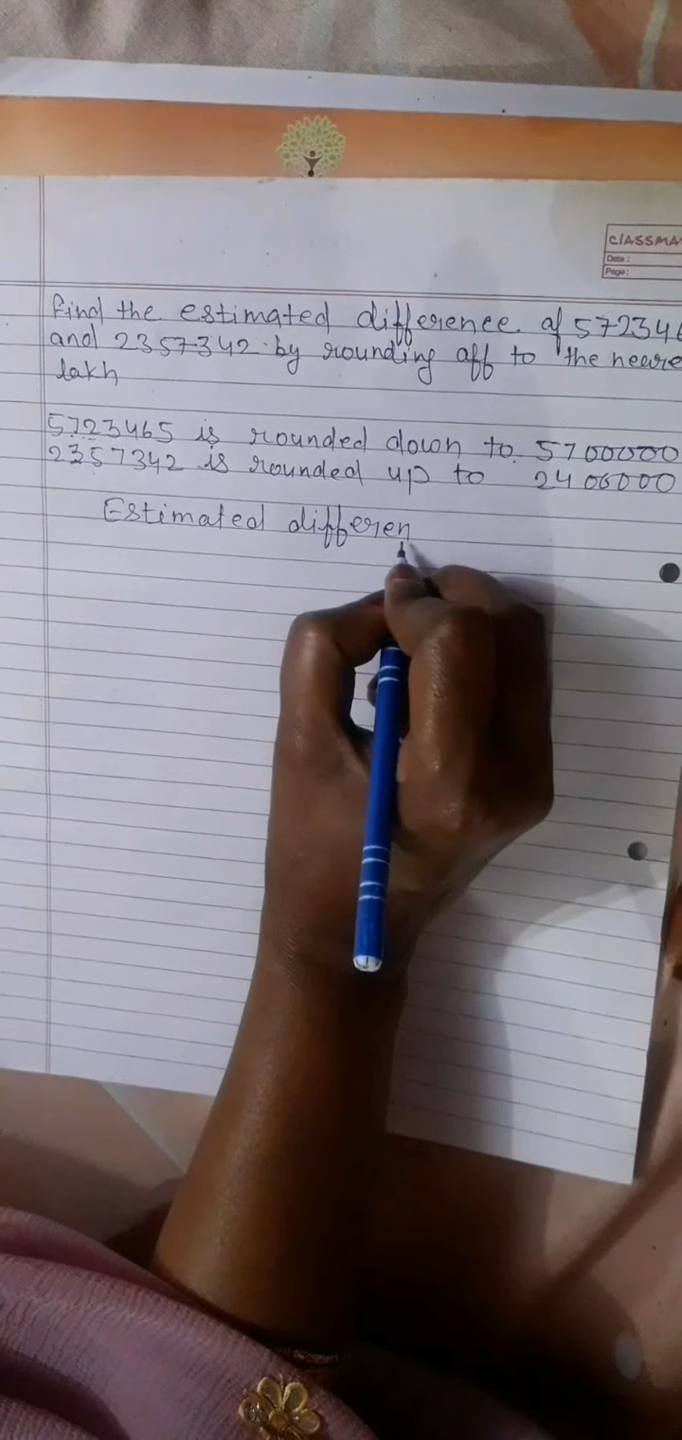 CLASSMA
Date :
Page :
Find the estimated difference of 572346
and 2357342 by rounding off to the neare
lakh
5723465 is rounded down to 5700000
2357342 is rounded up to 2400000
Estimated differen